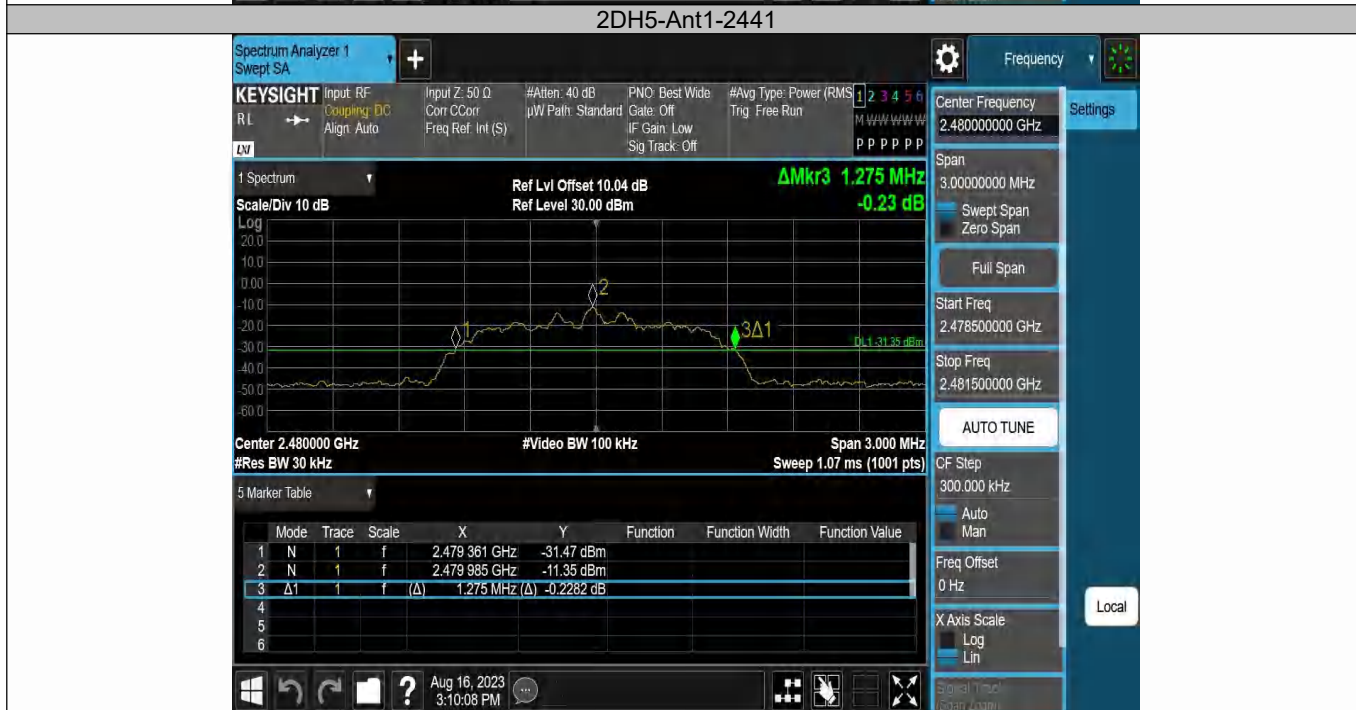 2DH5-Ant1-2441
Spectrum Analyzer 1
Swept SA
Frequency
KEYSIGHT
RL
LXI
Input: RF
Coupling: DC
Align: Auto
Input Z: 50 Ω
Corr CCorr
Freq Ref: Int (S)
#Atten: 40 dB
µW Path: Standard
PNO: Best Wide
Gate: Off
IF Gain: Low
Sig Track: Off
#Avg Type: Power (RMS
Trig: Free Run
1 2 3 4 5 6
M W W W W W
P P P P P P
1 Spectrum
Scale/Div 10 dB
Ref Lvl Offset 10.04 dB
Ref Level 30.00 dBm
ΔMkr3 1.275 MHz
-0.23 dB
Log
20.0
10.0
0.00
-10.0
-20.0
-30.0
-40.0
-50.0
-60.0
1
2
3Δ1
DL1 -31.35 dBm
Center 2.480000 GHz
#Video BW 100 kHz
Span 3.000 MHz
#Res BW 30 kHz
Sweep 1.07 ms (1001 pts)
5 Marker Table
Mode Trace Scale X Y Function Function Width Function Value
1 N 1 f 2.479 361 GHz -31.47 dBm
2 N 1 f 2.479 985 GHz -11.35 dBm
3 Δ1 1 f (Δ) 1.275 MHz (Δ) -0.2282 dB
4
5
6
Aug 16, 2023
3:10:08 PM
Center Frequency
2.480000000 GHz
Settings
Span
3.00000000 MHz
Swept Span
Zero Span
Full Span
Start Freq
2.478500000 GHz
Stop Freq
2.481500000 GHz
AUTO TUNE
CF Step
300.000 kHz
Auto
Man
Freq Offset
0 Hz
X Axis Scale
Log
Lin
Local